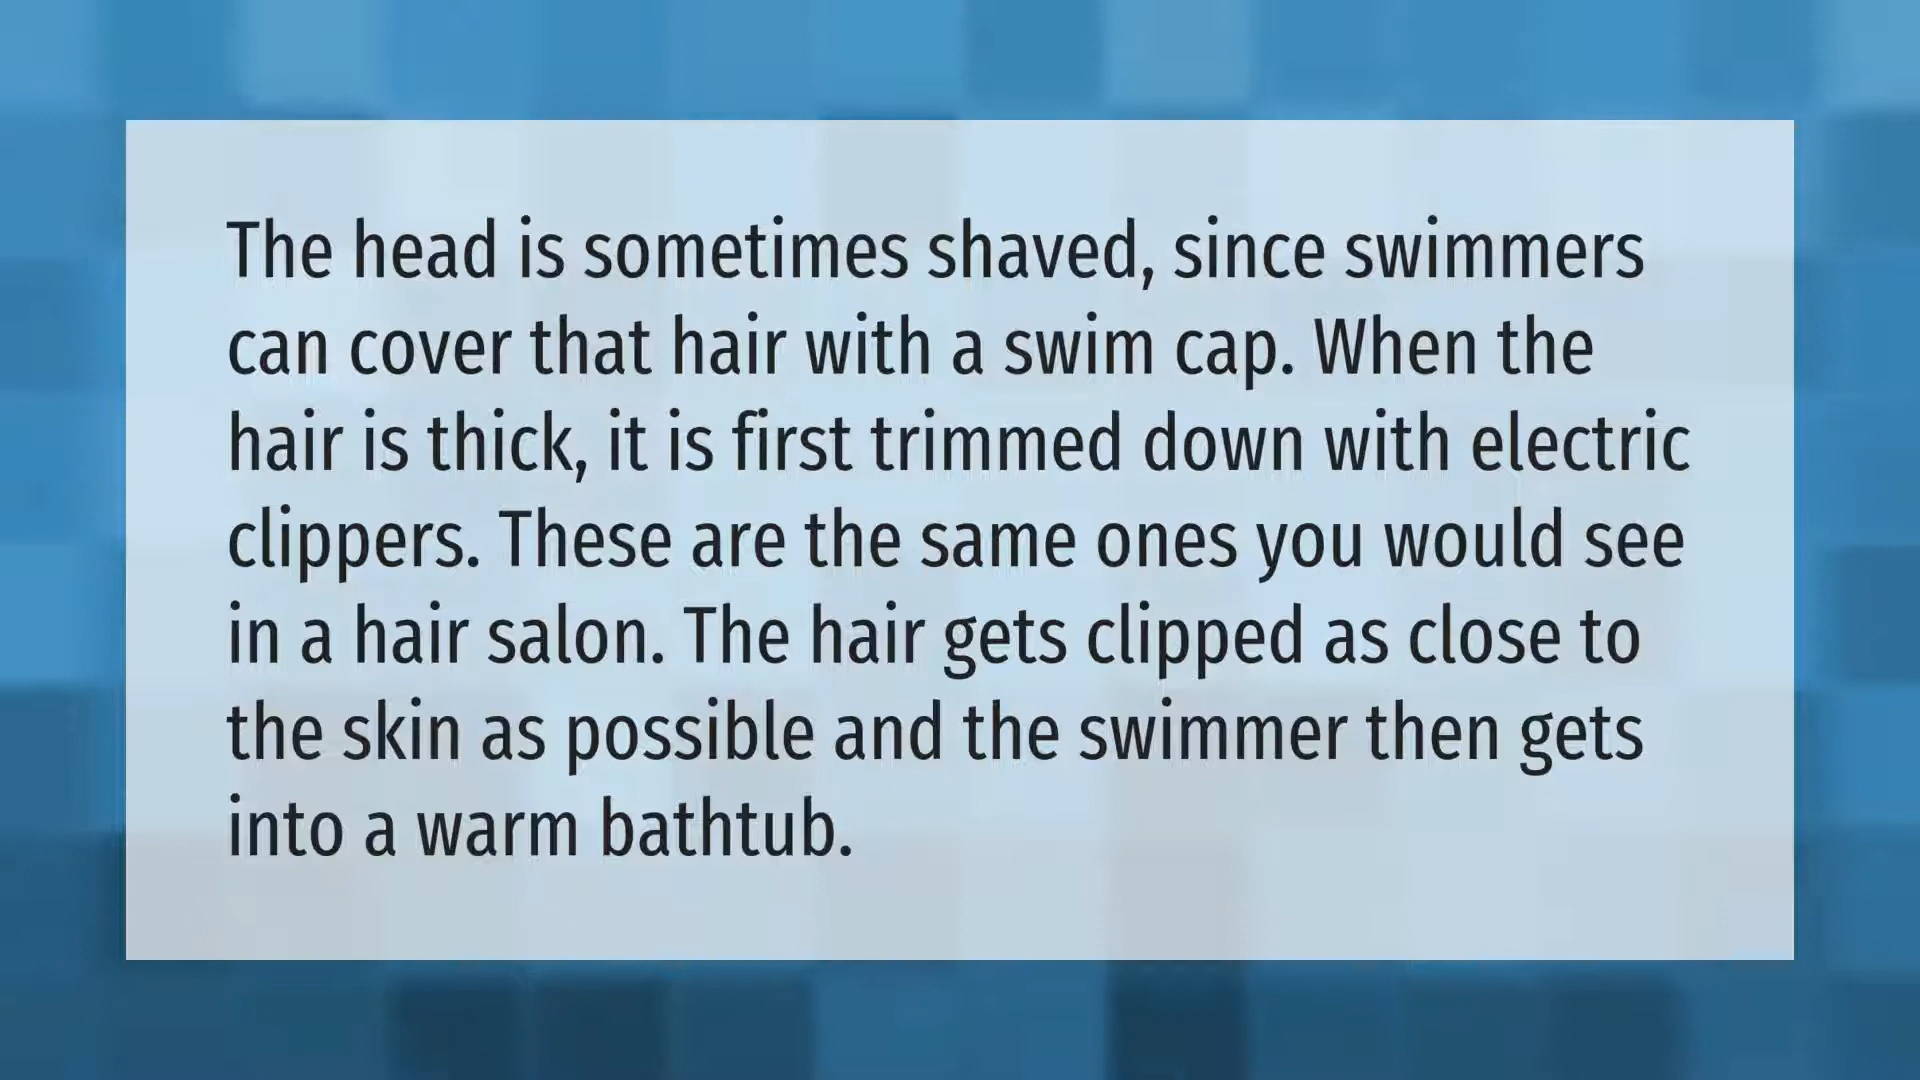 The head is sometimes shaved, since swimmers
can cover that hair with a swim cap. When the
hair is thick, it is first trimmed down with electric
clippers. These are the same ones you would see
in a hair salon. The hair gets clipped as close to
the skin as possible and the swimmer then gets
into a warm bathtub.